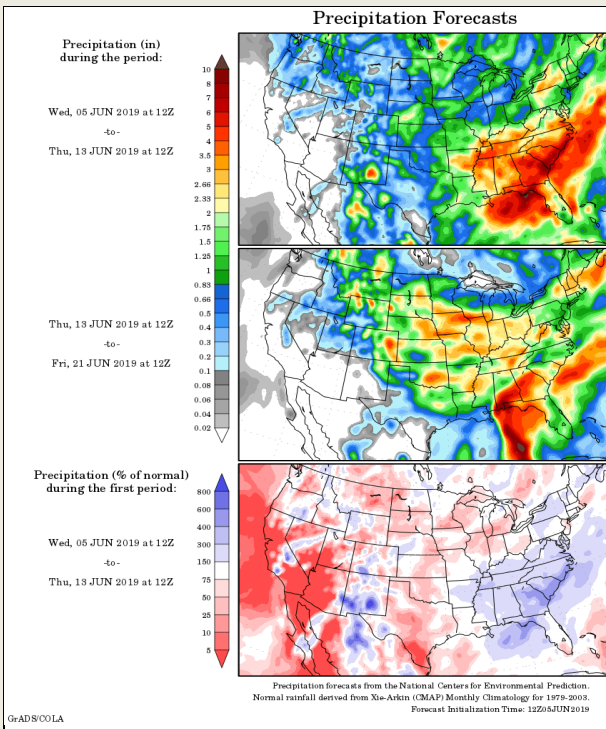 Precipitation Forecasts
Precipitation (in)
during the period:
Wed, 05 JUN 2019 at 12Z
-to-
Thu, 13 JUN 2019 at 12Z
10
8
7
6
5
4
3.5
3
2.66
2.33
2
1.75
1.5
1.25
1
0.83
0.66
0.5
0.4
0.3
0.2
0.1
0.08
0.06
0.04
0.02
Thu, 13 JUN 2019 at 12Z
-to-
Fri, 21 JUN 2019 at 12Z
Precipitation (% of normal)
during the first period:
Wed, 05 JUN 2019 at 12Z
-to-
Thu, 13 JUN 2019 at 12Z
800
600
400
300
150
75
50
25
10
5
Precipitation forecasts from the National Centers for Environmental Prediction.
Normal rainfall derived from Xie-Arkin (CMAP) Monthly Climatology for 1979-2003.
Forecast Initialization Time: 12Z05JUN2019
GrADS/COLA